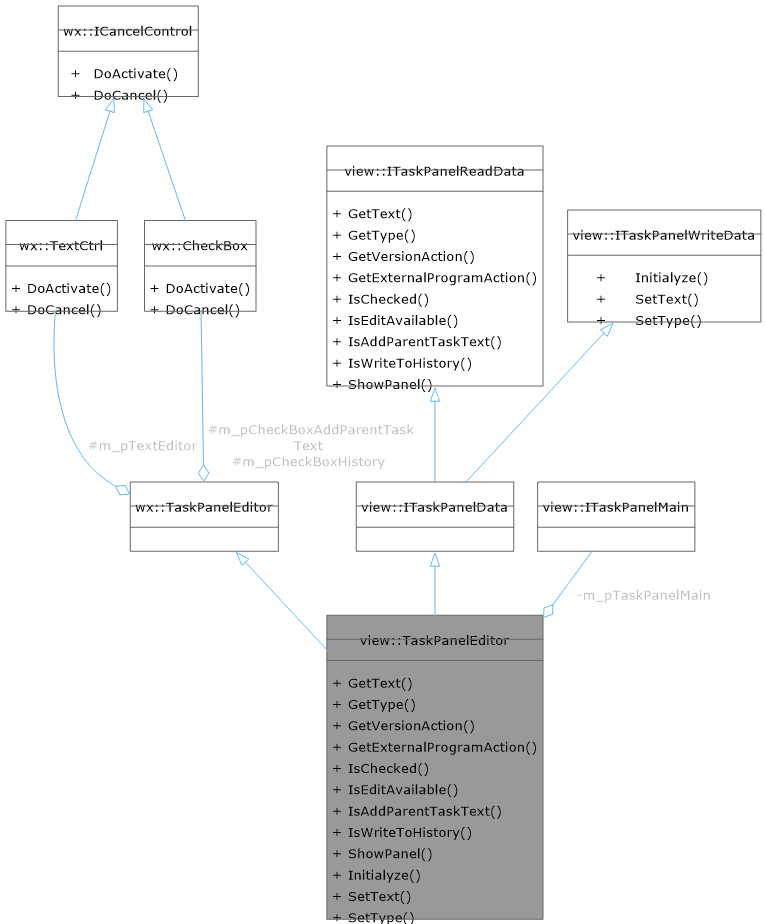 wx::ICancelControl
+ DoActivate()
+ DoCancel()
view::ITaskPanelReadData
+ GetText()
+ GetType()
+ GetVersionAction()
+ GetExternalProgramAction()
+ IsChecked()
+ IsEditAvailable()
+ IsAddParentTaskText()
+ IsWriteToHistory()
+ ShowPanel()
view::ITaskPanelWriteData
+ Initialyze()
+ SetText()
+ SetType()
wx::TextCtrl
+ DoActivate()
+ DoCancel()
wx::CheckBox
+ DoActivate()
+ DoCancel()
#m_pTextEditor
#m_pCheckBoxAddParentTask
Text
#m_pCheckBoxHistory
wx::TaskPanelEditor
view::ITaskPanelData
view::ITaskPanelMain
-m_pTaskPanelMain
view::TaskPanelEditor
+ GetText()
+ GetType()
+ GetVersionAction()
+ GetExternalProgramAction()
+ IsChecked()
+ IsEditAvailable()
+ IsAddParentTaskText()
+ IsWriteToHistory()
+ ShowPanel()
+ Initialyze()
+ SetText()
+ SetType()